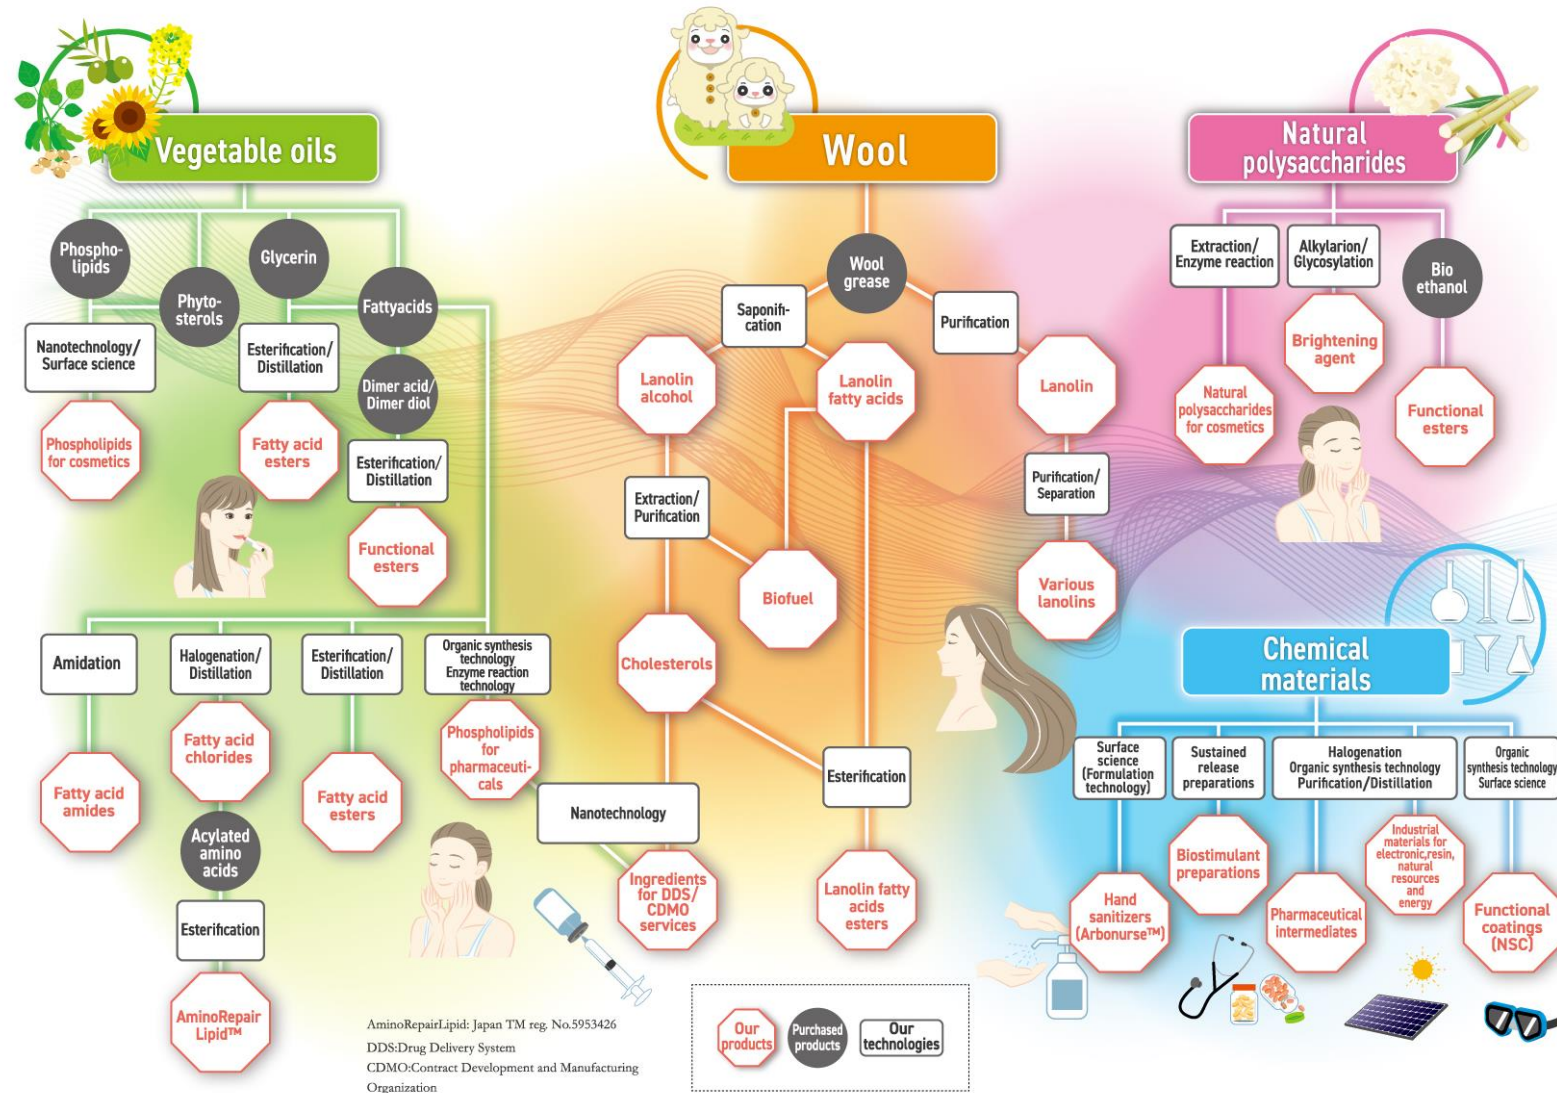 Vegetable oils
Phospho-
lipids
Phyto-
sterols
Glycerin
Fattyacids
Nanotechnology/
Surface science
Esterification/
Distillation
Dimer acid/
Dimer diol
Phospholipids
for cosmetics
Fatty acid
esters
Esterification/
Distillation
Functional
esters
Amidation
Halogenation/
Distillation
Esterification/
Distillation
Organic synthesis
technology
Enzyme reaction
technology
Fatty acid
amides
Fatty acid
chlorides
Fatty acid
esters
Phospholipids
for
pharmaceuti-
cals
Acylated
amino
acids
Esterification
AminoRepair
Lipid™
Wool
Wool
grease
Saponifi-
cation
Purification
Lanolin
alcohol
Lanolin
fatty acids
Lanolin
Extraction/
Purification
Purification/
Separation
Biofuel
Various
lanolins
Cholesterols
Esterification
Nanotechnology
Ingredients
for DDS/
CDMO
services
Lanolin fatty
acids
esters
Natural
polysaccharides
Extraction/
Enzyme reaction
Alkylarion/
Glycosylation
Bio
ethanol
Brightening
agent
Natural
polysaccharides
for cosmetics
Functional
esters
Chemical
materials
Surface
science
(Formulation
technology)
Sustained
release
preparations
Halogenation
Organic synthesis technology
Purification/Distillation
Organic
synthesis technology
Surface science
Hand
sanitizers
(Arbonurse™)
Biostimulant
preparations
Pharmaceutical
intermediates
Industrial
materials for
electronic,resin,
natural
resources
and
energy
Functional
coatings
(NSC)
AminoRepairLipid: Japan TM reg. No.5953426
DDS:Drug Delivery System
CDMO:Contract Development and Manufacturing
Organization
Our
products
Purchased
products
Our
technologies